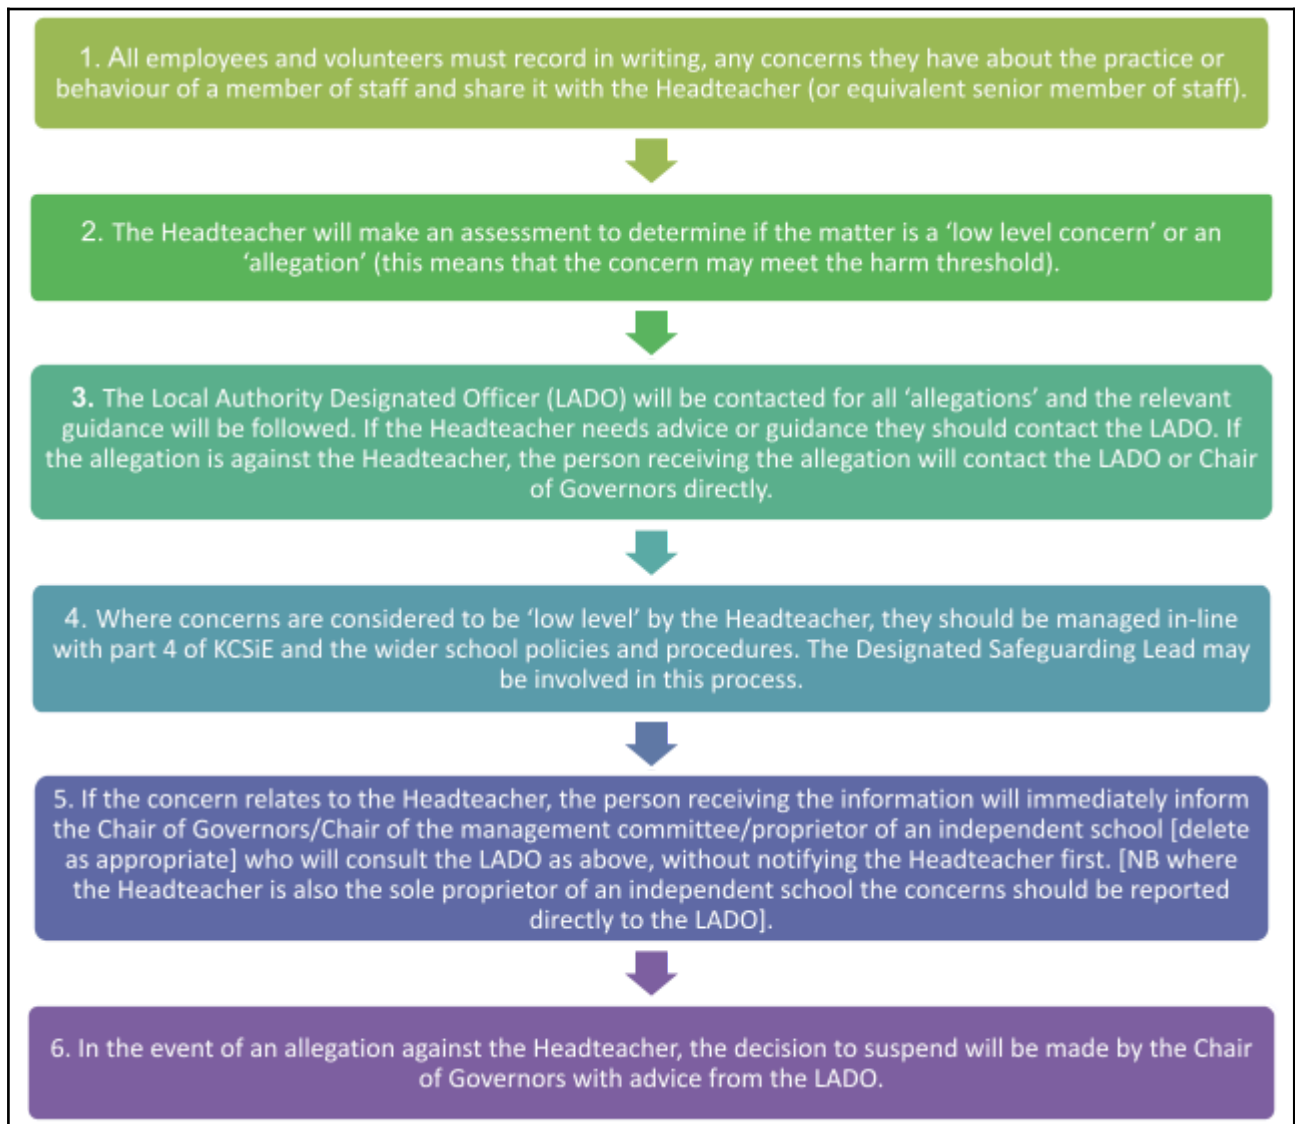 1. All employees and volunteers must record in writing, any concerns they have about the practice or
behaviour of a member of staff and share it with the Headteacher (or equivalent senior member of staff).
2. The Headteacher will make an assessment to determine if the matter is a ‘low level concern’ or an
‘allegation’ (this means that the concern may meet the harm threshold).
3. The Local Authority Designated Officer (LADO) will be contacted for all ‘allegations’ and the relevant
guidance will be followed. If the Headteacher needs advice or guidance they should contact the LADO. If
the allegation is against the Headteacher, the person receiving the allegation will contact the LADO or Chair
of Governors directly.
4. Where concerns are considered to be ‘low level’ by the Headteacher, they should be managed in-line
with part 4 of KCSiE and the wider school policies and procedures. The Designated Safeguarding Lead may
be involved in this process.
5. If the concern relates to the Headteacher, the person receiving the information will immediately inform
the Chair of Governors/Chair of the management committee/proprietor of an independent school [delete
as appropriate] who will consult the LADO as above, without notifying the Headteacher first. [NB where
the Headteacher is also the sole proprietor of an independent school the concerns should be reported
directly to the LADO].
6. In the event of an allegation against the Headteacher, the decision to suspend will be made by the Chair
of Governors with advice from the LADO.